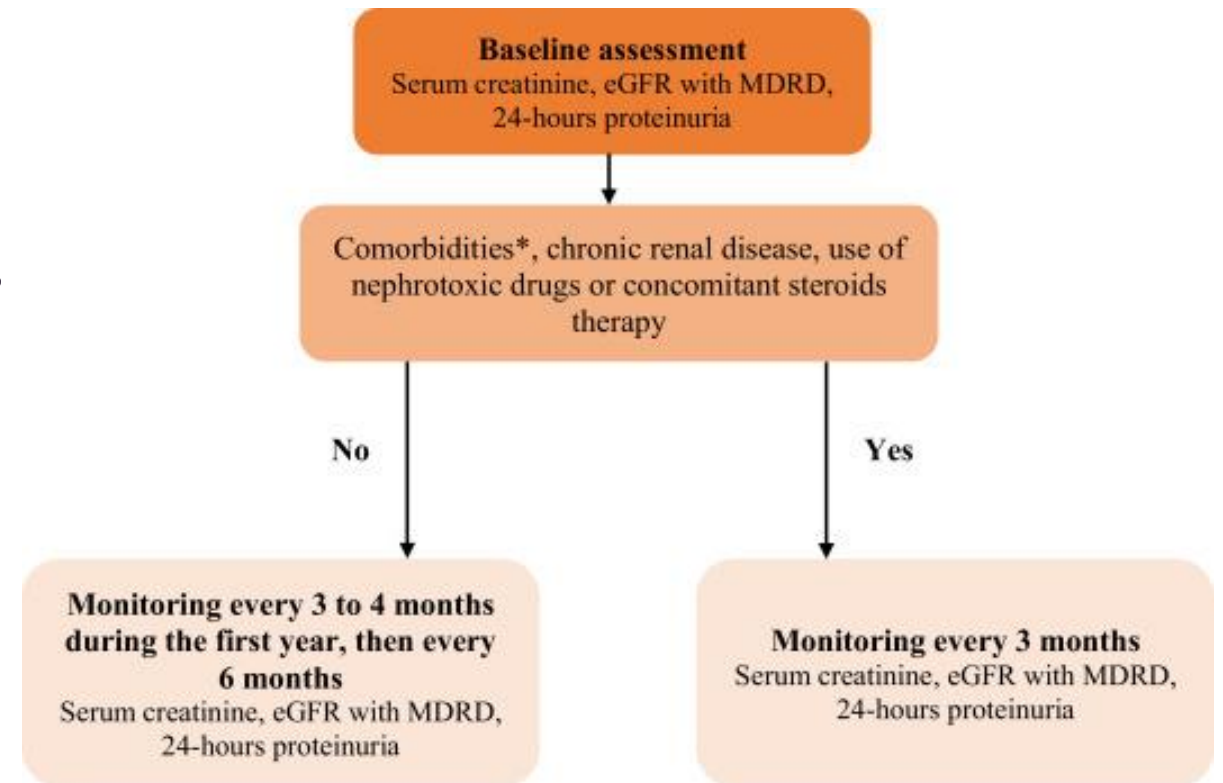 Baseline assessment
Serum creatinine, eGFR with MDRD,
24-hours proteinuria
Comorbidities*, chronic renal disease, use of
nephrotoxic drugs or concomitant steroids
therapy
No
Yes
Monitoring every 3 to 4 months
during the first year, then every
6 months
Serum creatinine, eGFR with MDRD,
24-hours proteinuria
Monitoring every 3 months
Serum creatinine, eGFR with MDRD,
24-hours proteinuria